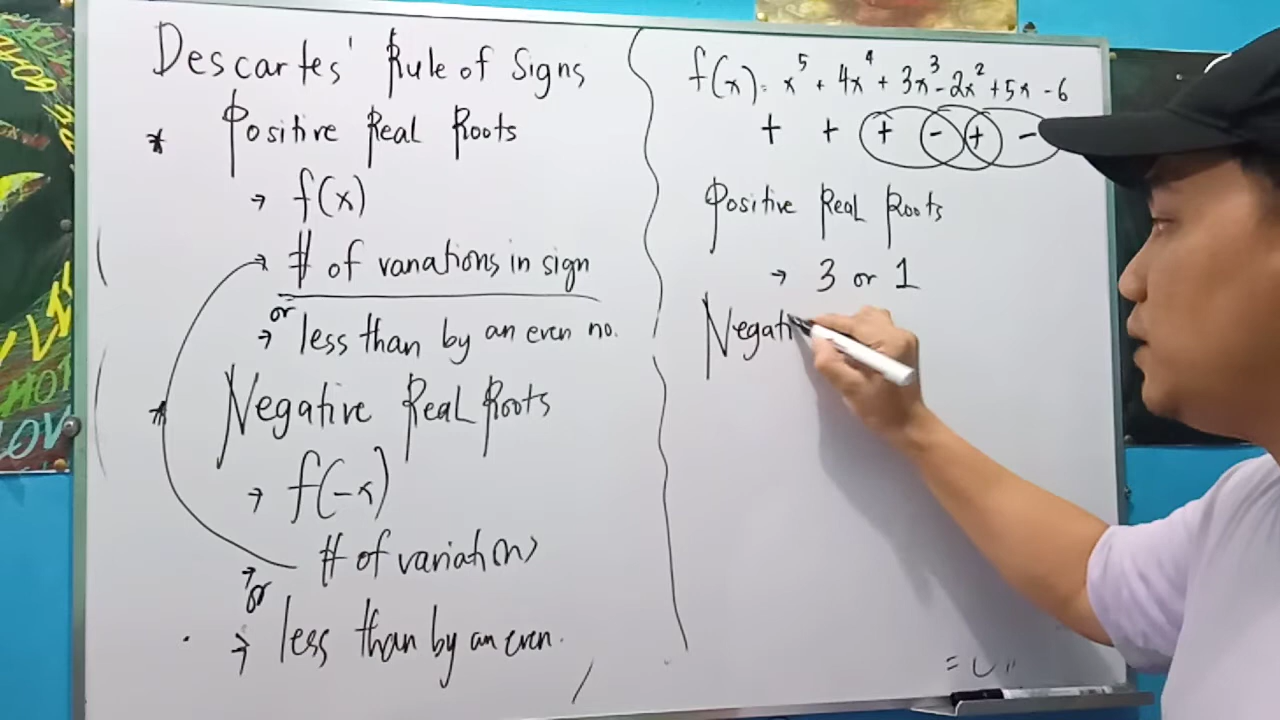 Descartes' Rule of Signs
* Positive Real Roots
→ f(x)
→ # of variations in sign
or
→ less than by an even no.
* Negative Real Roots
→ f(-x)
→ # of variations
or
→ less than by an even.
f(x) = x⁵ + 4x⁴ + 3x³ - 2x² + 5x - 6
+ + + - + -
Positive Real Roots
→ 3 or 1
Negati